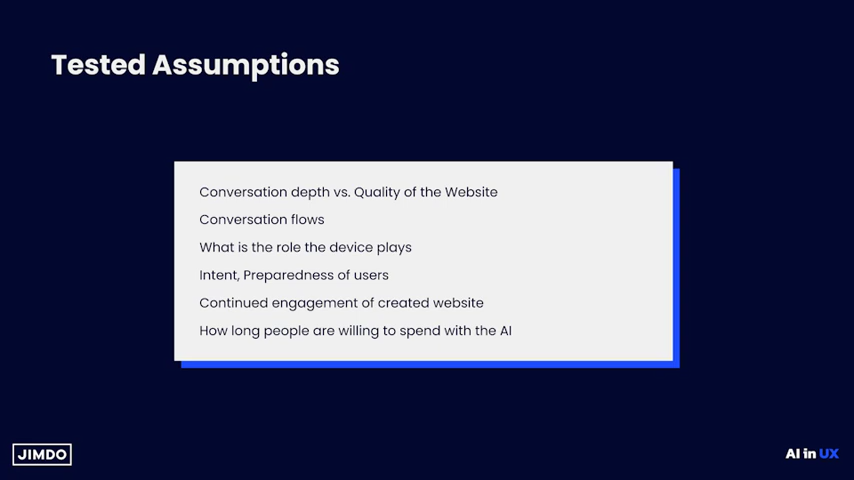 Tested Assumptions
Conversation depth vs. Quality of the Website
Conversation flows
What is the role the device plays
Intent, Preparedness of users
Continued engagement of created website
How long people are willing to spend with the AI
JIMDO
AI in UX